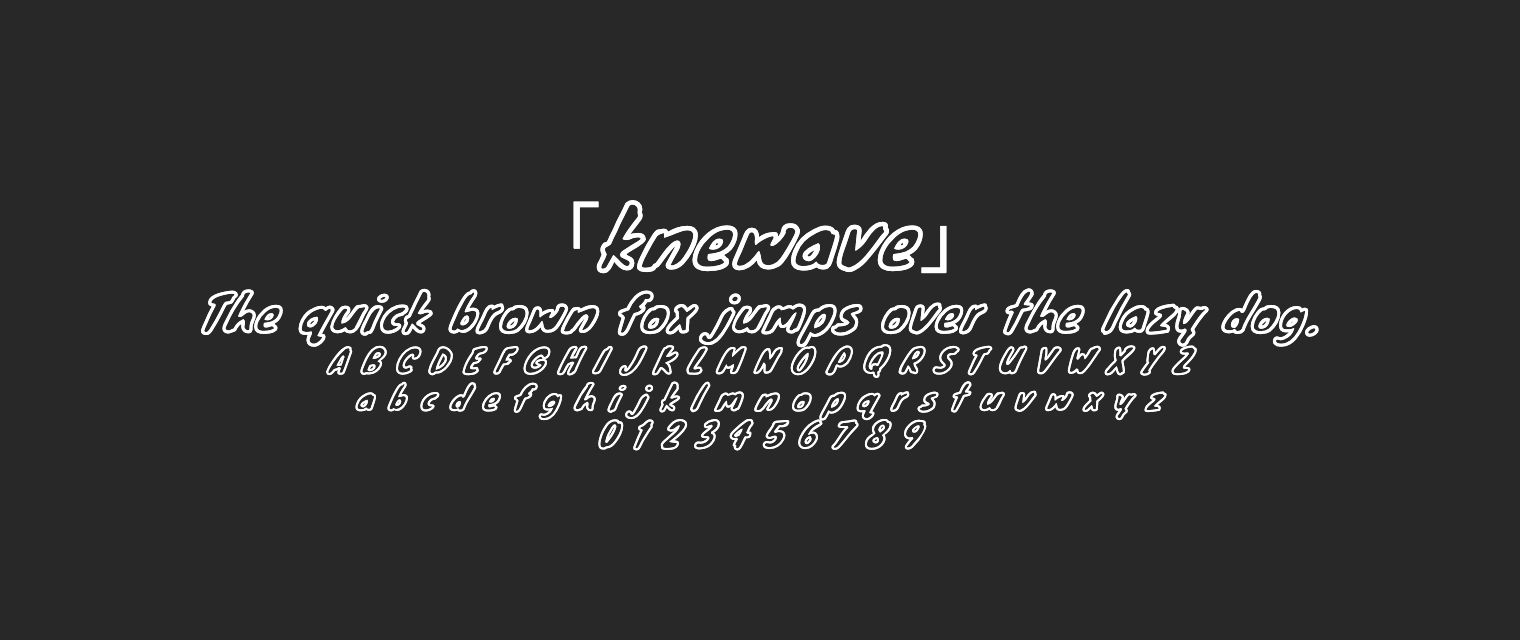 「knewave」
The quick brown fox jumps over the lazy dog.
A B C D E F G H I J K L M N O P Q R S T U V W X Y Z
a b c d e f g h i j k l m n o p q r s t u v w x y z
0 1 2 3 4 5 6 7 8 9